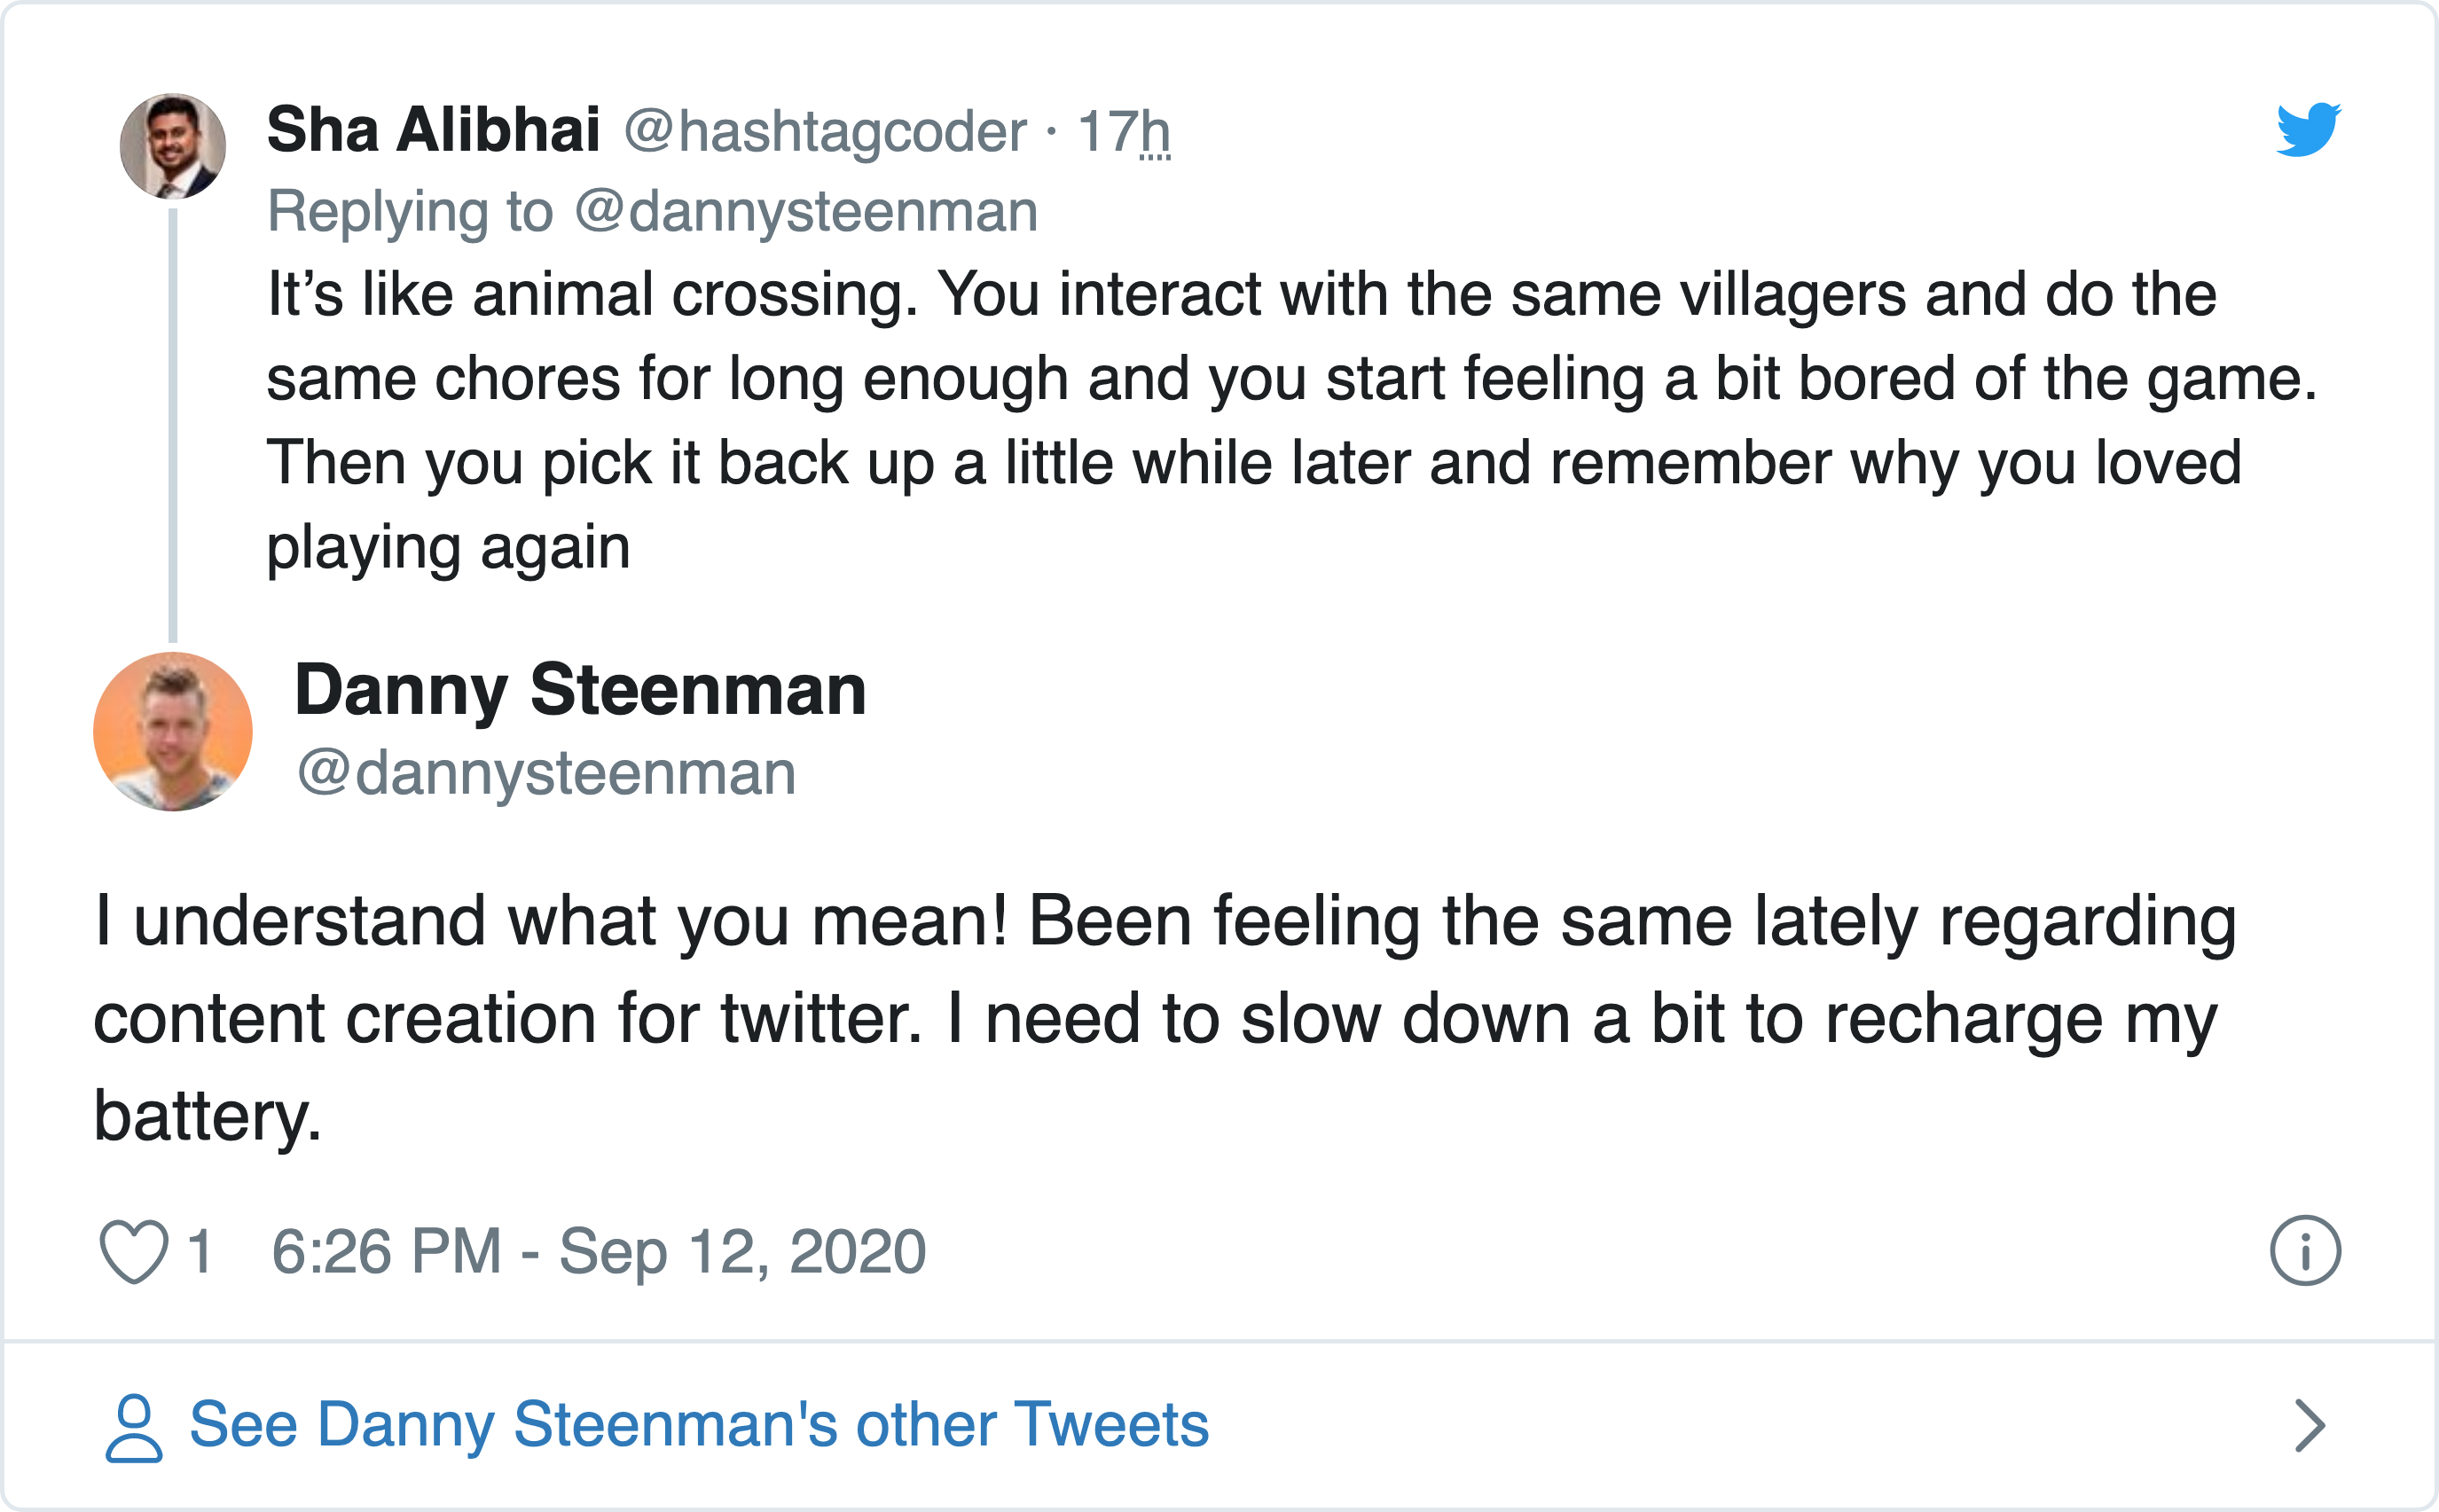 Sha Alibhai @hashtagcoder · 17h
Replying to @dannysteenman
It’s like animal crossing. You interact with the same villagers and do the
same chores for long enough and you start feeling a bit bored of the game.
Then you pick it back up a little while later and remember why you loved
playing again
Danny Steenman
@dannysteenman
I understand what you mean! Been feeling the same lately regarding
content creation for twitter. I need to slow down a bit to recharge my
battery.
1 6:26 PM - Sep 12, 2020
See Danny Steenman's other Tweets